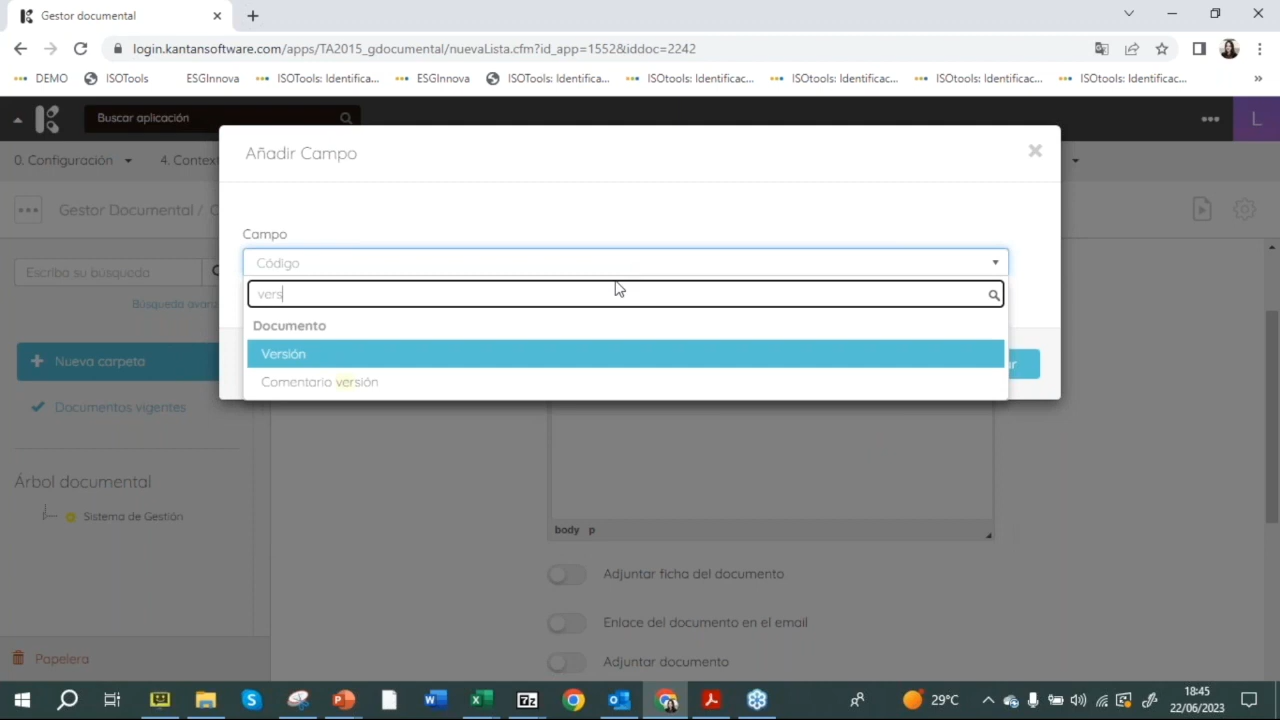 Gestor documental
login.kantansoftware.com/apps/TA2015_gdocumental/nuevaLista.cfm?id_app=1552&iddoc=2242
DEMO ISOTools ESGInnova ISOTools: Identifica... ESGInnova ISOTools: Identifica... ISOtools: Identificac... ISOtools: Identificac... ISOtools: Identificac... ISOtools: Identificac... »
Buscar aplicación
L
Añadir Campo
0. Configuración 4. Context
Gestor Documental /
Campo
Código
Escriba su búsqueda
vers
Búsqueda avan
Documento
Versión
Nueva carpeta
Comentario versión
Documentos vigentes
Árbol documental
Sistema de Gestión
body p
Adjuntar ficha del documento
Enlace del documento en el email
Papelera
Adjuntar documento
29°C
18:45
22/06/2023